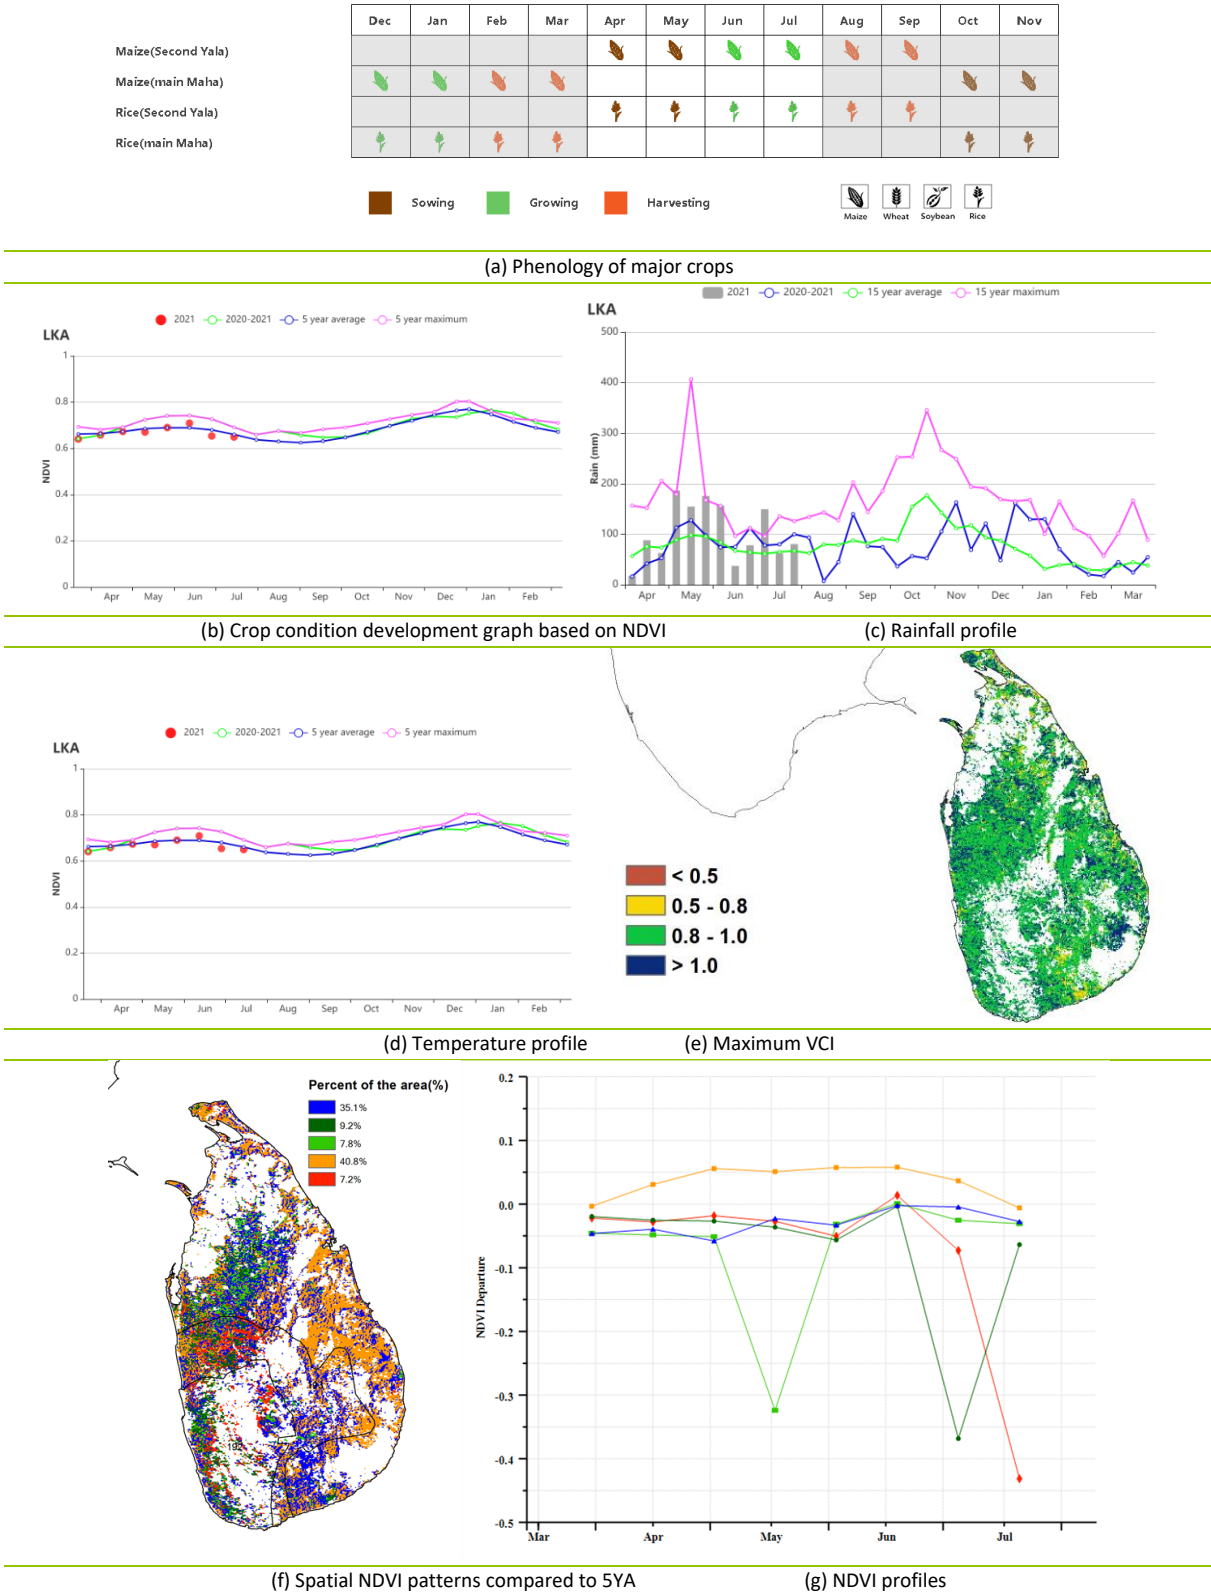 Dec Jan Feb Mar Apr May Jun Jul Aug Sep Oct Nov
Maize(Second Yala)
Maize(main Maha)
Rice(Second Yala)
Rice(main Maha)
Sowing Growing Harvesting
Maize Wheat Soybean Rice
(a) Phenology of major crops
2021 2020-2021 5 year average 5 year maximum
LKA
1
0.8
0.6
0.4
0.2
0
NDVI
Apr May Jun Jul Aug Sep Oct Nov Dec Jan Feb
2021 2020-2021 15 year average 15 year maximum
LKA
500
400
300
200
100
0
Rain (mm)
Apr May Jun Jul Aug Sep Oct Nov Dec Jan Mar
(b) Crop condition development graph based on NDVI (c) Rainfall profile
2021 2020-2021 5 year average 5 year maximum
LKA
1
0.8
0.6
0.4
0.2
0
NDVI
Apr May Jun Jul Aug Sep Oct Nov Dec Jan Feb
< 0.5
0.5 - 0.8
0.8 - 1.0
> 1.0
(d) Temperature profile (e) Maximum VCI
Percent of the area(%)
35.1%
9.2%
7.8%
40.8%
7.2%
0.2
0.1
0.0
-0.1
-0.2
-0.3
-0.4
-0.5
NDVI Departure
Mar Apr May Jun Jul
(f) Spatial NDVI patterns compared to 5YA (g) NDVI profiles